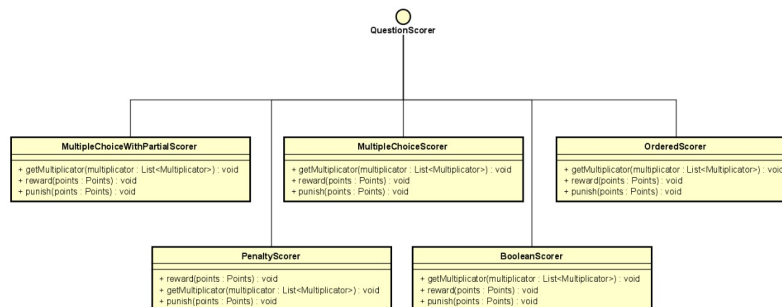 QuestionScorer
MultipleChoiceWithPartialScorer
+ getMultiplicator(multiplicator : List<Multiplicator>) : void
+ reward(points : Points) : void
+ punish(points : Points) : void
MultipleChoiceScorer
+ getMultiplicator(multiplicator : List<Multiplicator>) : void
+ reward(points : Points) : void
+ punish(points : Points) : void
OrderedScorer
+ getMultiplicator(multiplicator : List<Multiplicator>) : void
+ reward(points : Points) : void
+ punish(points : Points) : void
PenaltyScorer
+ reward(points : Points) : void
+ getMultiplicator(multiplicator : List<Multiplicator>) : void
+ punish(points : Points) : void
BooleanScorer
+ getMultiplicator(multiplicator : List<Multiplicator>) : void
+ reward(points : Points) : void
+ punish(points : Points) : void